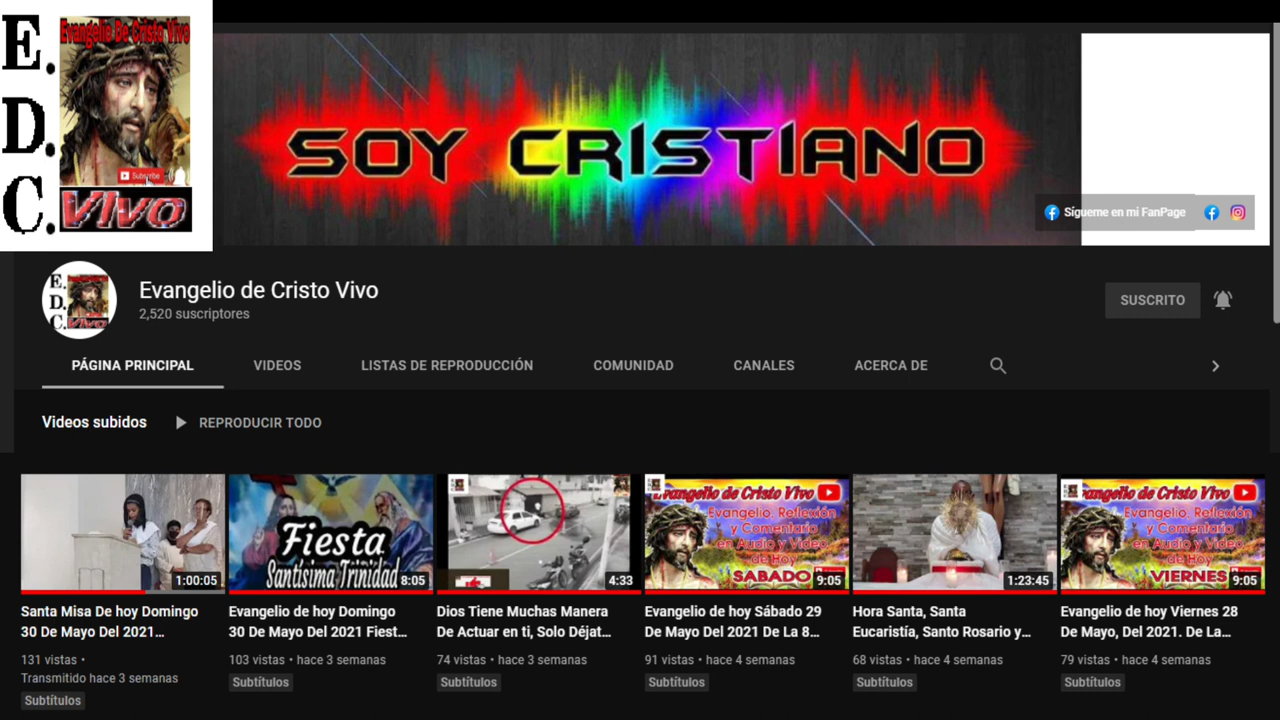 E.
D.
C.
Evangelio De Cristo Vivo
Subscribe
Vivo
SOY CRISTIANO
Sígueme en mi FanPage
E.
D.
C.
Vivo
Evangelio de Cristo Vivo
2,520 suscriptores
SUSCRITO
PÁGINA PRINCIPAL VIDEOS LISTAS DE REPRODUCCIÓN COMUNIDAD CANALES ACERCA DE
Videos subidos REPRODUCIR TODO
1:00:05
Santa Misa De hoy Domingo
30 De Mayo Del 2021...
131 vistas •
Transmitido hace 3 semanas
Subtítulos
Fiesta
Santísima Trinidad
8:05
Evangelio de hoy Domingo
30 De Mayo Del 2021 Fiest...
103 vistas • hace 3 semanas
Subtítulos
4:33
Dios Tiene Muchas Manera
De Actuar en ti, Solo Déjat...
74 vistas • hace 3 semanas
Subtítulos
Evangelio de Cristo Vivo
Evangelio, Reflexión
y Comentario
en Audio y Video
de Hoy
SABADO
9:05
Evangelio de hoy Sábado 29
De Mayo Del 2021 De La 8...
91 vistas • hace 4 semanas
Subtítulos
1:23:45
Hora Santa, Santa
Eucaristía, Santo Rosario y...
68 vistas • hace 4 semanas
Subtítulos
Evangelio de Cristo Vivo
Evangelio, Reflexión
y Comentario
en Audio y Video
de Hoy
VIERNES
9:05
Evangelio de hoy Viernes 28
De Mayo, Del 2021. De La...
79 vistas • hace 4 semanas
Subtítulos